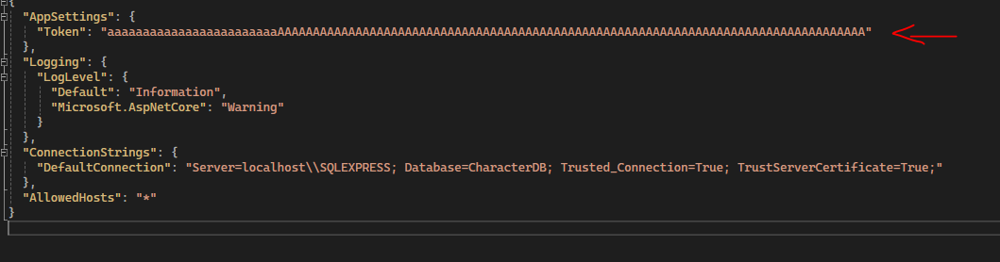 {
"AppSettings": {
"Token": "aaaaaaaaaaaaaaaaaaaaaaaaAAAAAAAAAAAAAAAAAAAAAAAAAAAAAAAAAAAAAAAAAAAAAAAAAAAAAAAAAAAAAAAAAAAAAAAAAAAAAAAAAAA"
},
"Logging": {
"LogLevel": {
"Default": "Information",
"Microsoft.AspNetCore": "Warning"
}
},
"ConnectionStrings": {
"DefaultConnection": "Server=localhost\\SQLEXPRESS; Database=CharacterDB; Trusted_Connection=True; TrustServerCertificate=True;"
},
"AllowedHosts": "*"
}